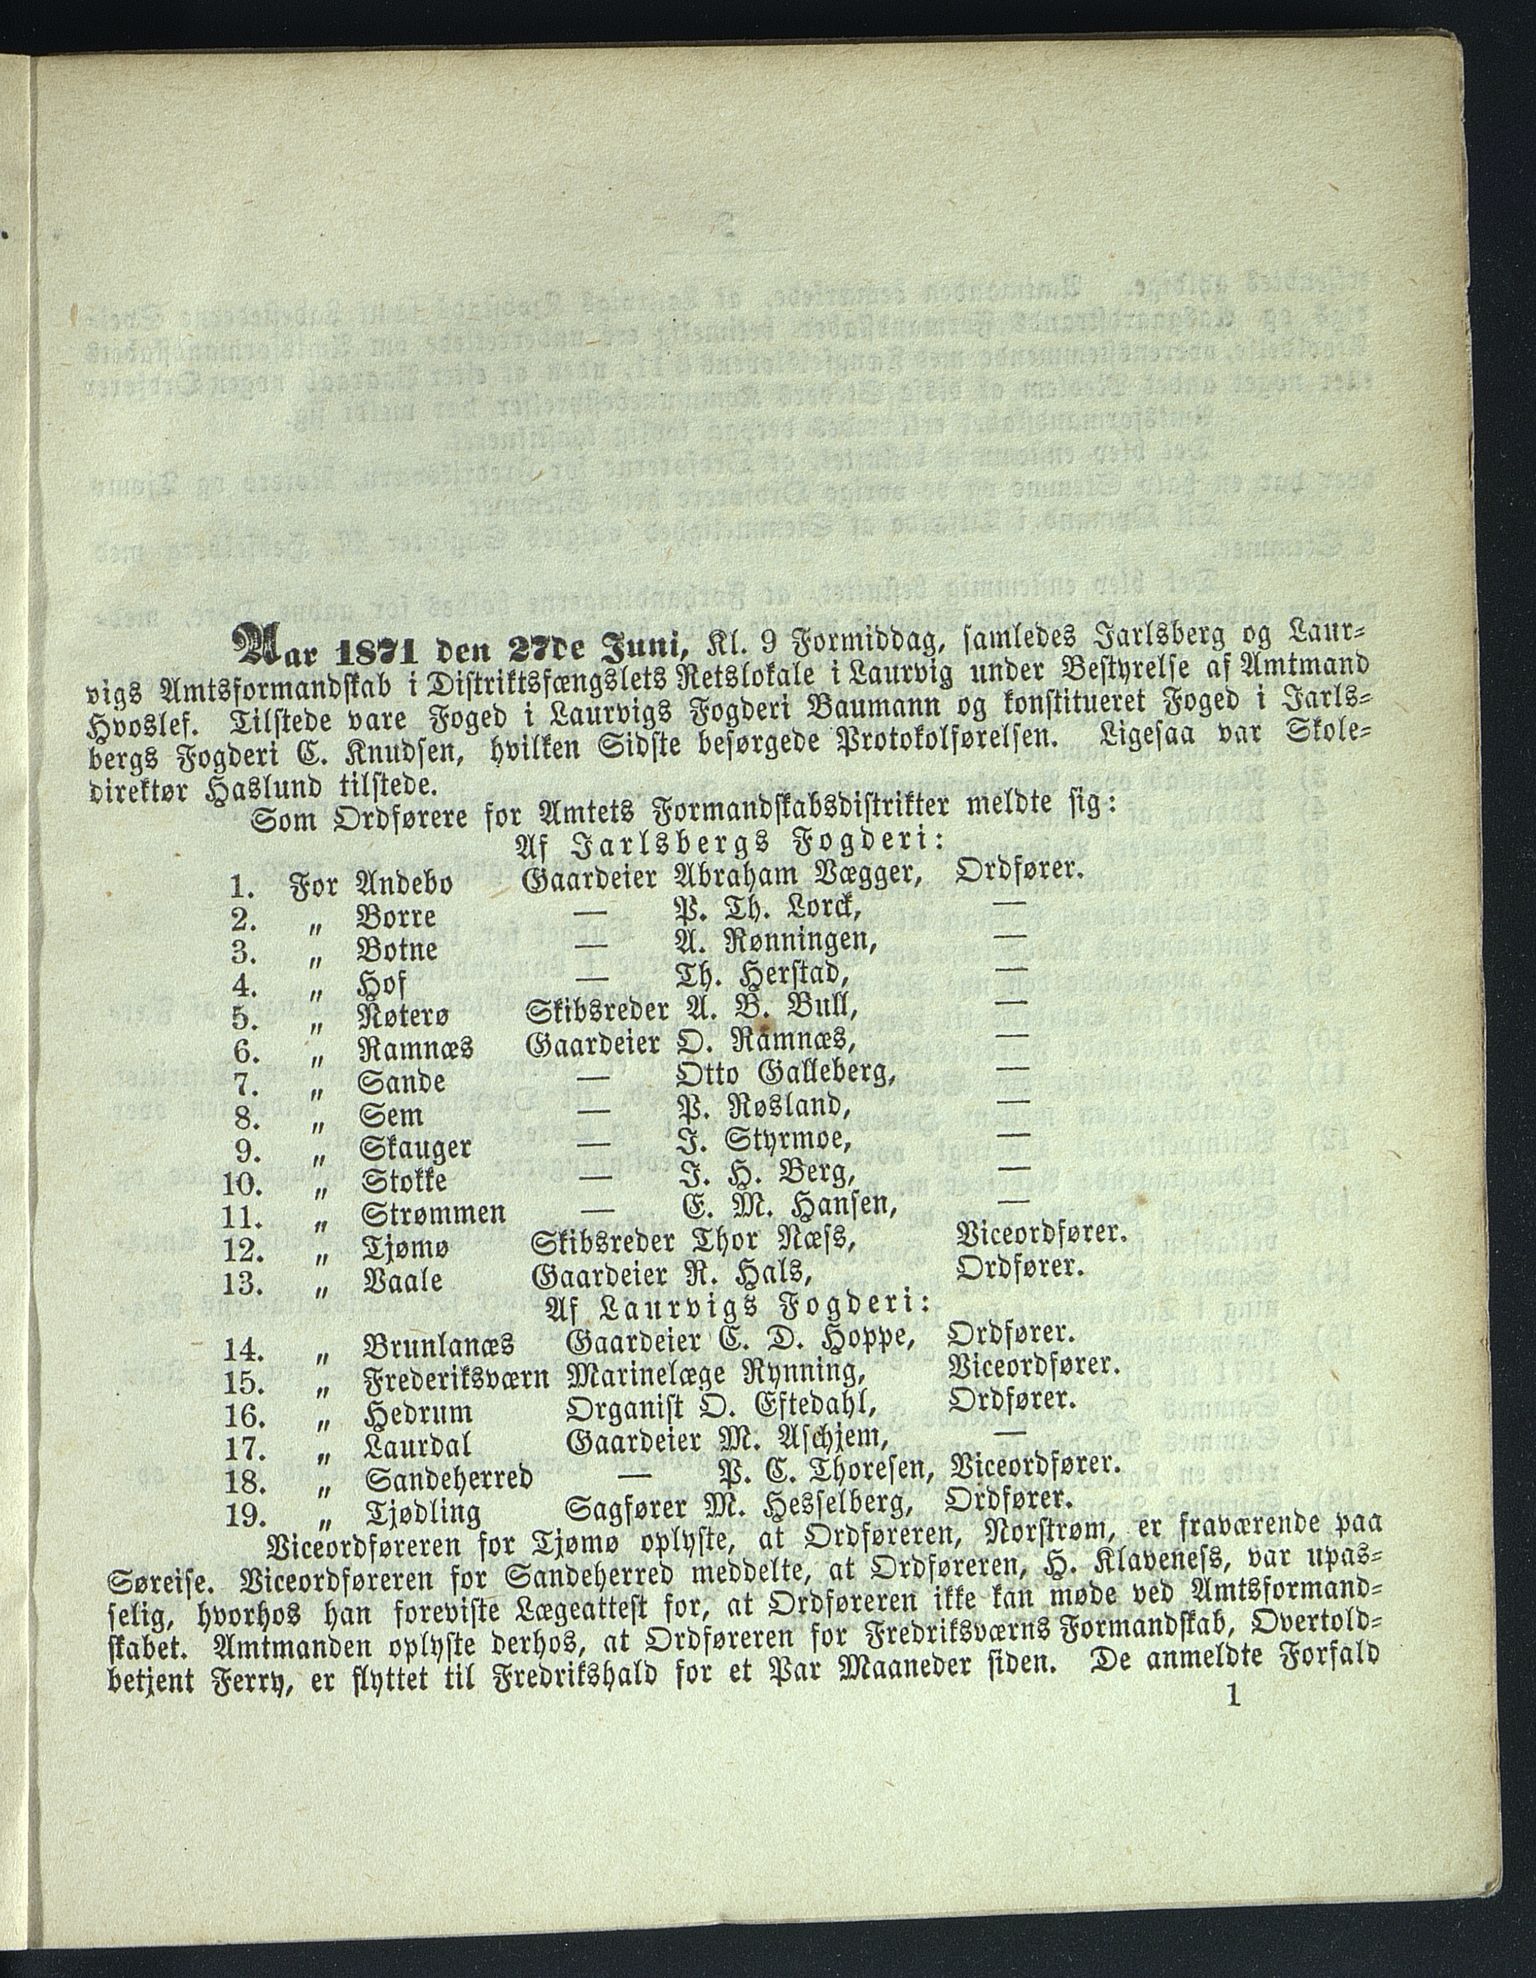 Aar 1871 den 27de Juni, Kl. 9 Formiddag, samledes Jarlsberg og Laur-
vigs Amtsformandskab i Distriktsfængslets Retslokale i Laurvig under Bestyrelse af Amtmand
Hvoslef. Tilstede vare Foged i Laurvigs Fogderi Baumann og konstitueret Foged i Jarls-
bergs Fogderi C. Knudsen, hvilken Sidste besørgede Protokolførelsen. Ligesaa var Skole-
direktør Haslund tilstede.
Som Ordførere for Amtets Formandskabsdistrikter meldte sig:
Af Jarlsbergs Fogderi:
1. For Andebo Gaardeier Abraham Vægger, Ordfører.
2. „ Borre — P. Th. Lorck, —
3. „ Botne — A. Rønningen, —
4. „ Hof — Th. Herstad, —
5. „ Nøterø Skibsreder A. B. Bull, —
6. „ Ramnæs Gaardeier O. Ramnæs, —
7. „ Sande — Otto Galleberg, —
8. „ Sem — P. Røsland, —
9. „ Skauger — J. Styrmoe, —
10. „ Stokke — J. H. Berg, —
11. „ Strømmen — E. M. Hansen, —
12. „ Tjømø Skibsreder Thor Næss, Viceordfører.
13. „ Vaale Gaardeier R. Hals, Ordfører.
Af Laurvigs Fogderi:
14. „ Brunlanæs Gaardeier C. D. Hoppe, Ordfører.
15. „ Frederiksværn Marinelæge Rynning, Viceordfører.
16. „ Hedrum Organist O. Eftedahl, Ordfører.
17. „ Laurdal Gaardeier M. Aschjem, —
18. „ Sandeherred — P. C. Thoresen, Viceordfører.
19. „ Tjødling Sagfører M. Hesselberg, Ordfører.
Viceordføreren for Tjømø oplyste, at Ordføreren, Norstrøm, er fraværende paa
Søreise. Viceordføreren for Sandeherred meddelte, at Ordføreren, H. Klaveness, var upas-
selig, hvorhos han foreviste Lægeattest for, at Ordføreren ikke kan møde ved Amtsformand-
skabet. Amtmanden oplyste derhos, at Ordføreren for Fredriksværns Formandskab, Overtold-
betjent Ferry, er flyttet til Fredrikshald for et Par Maaneder siden. De anmeldte Forfald
1